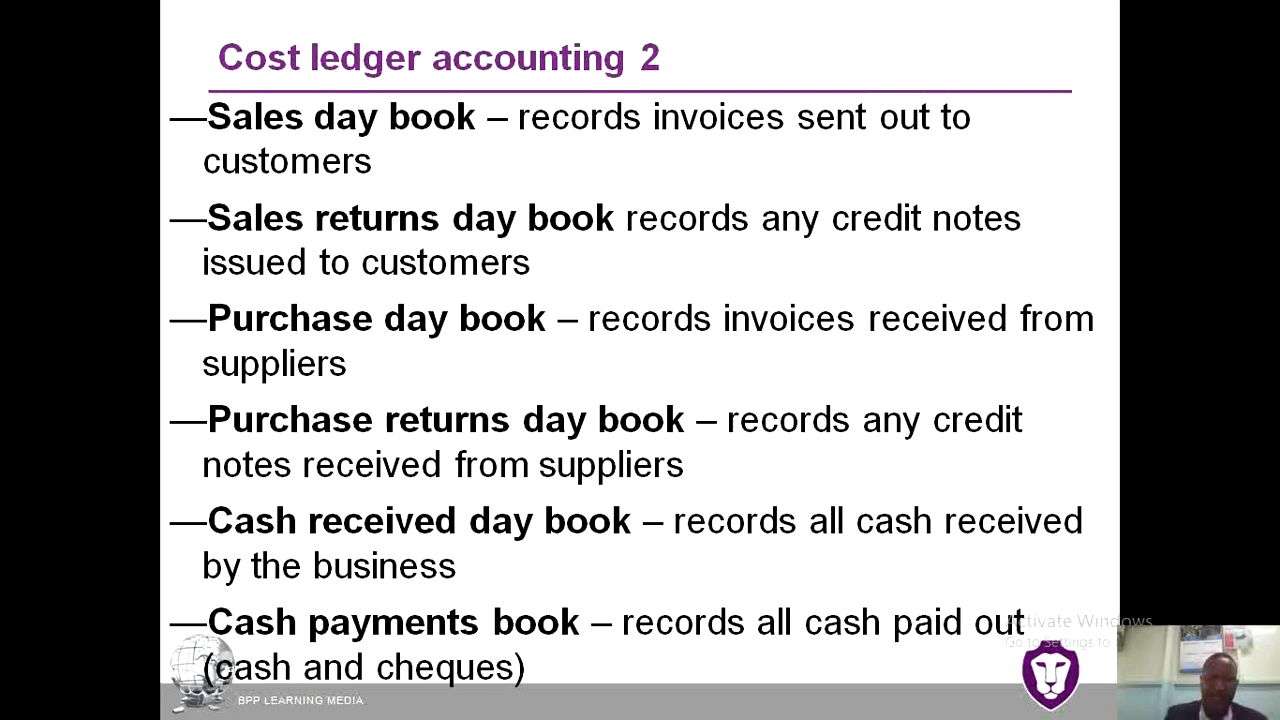 Cost ledger accounting 2
—Sales day book – records invoices sent out to
customers
—Sales returns day book records any credit notes
issued to customers
—Purchase day book – records invoices received from
suppliers
—Purchase returns day book – records any credit
notes received from suppliers
—Cash received day book – records all cash received
by the business
—Cash payments book – records all cash paid out
(cash and cheques)
Activate Windows
Go to Settings to
BPP LEARNING MEDIA